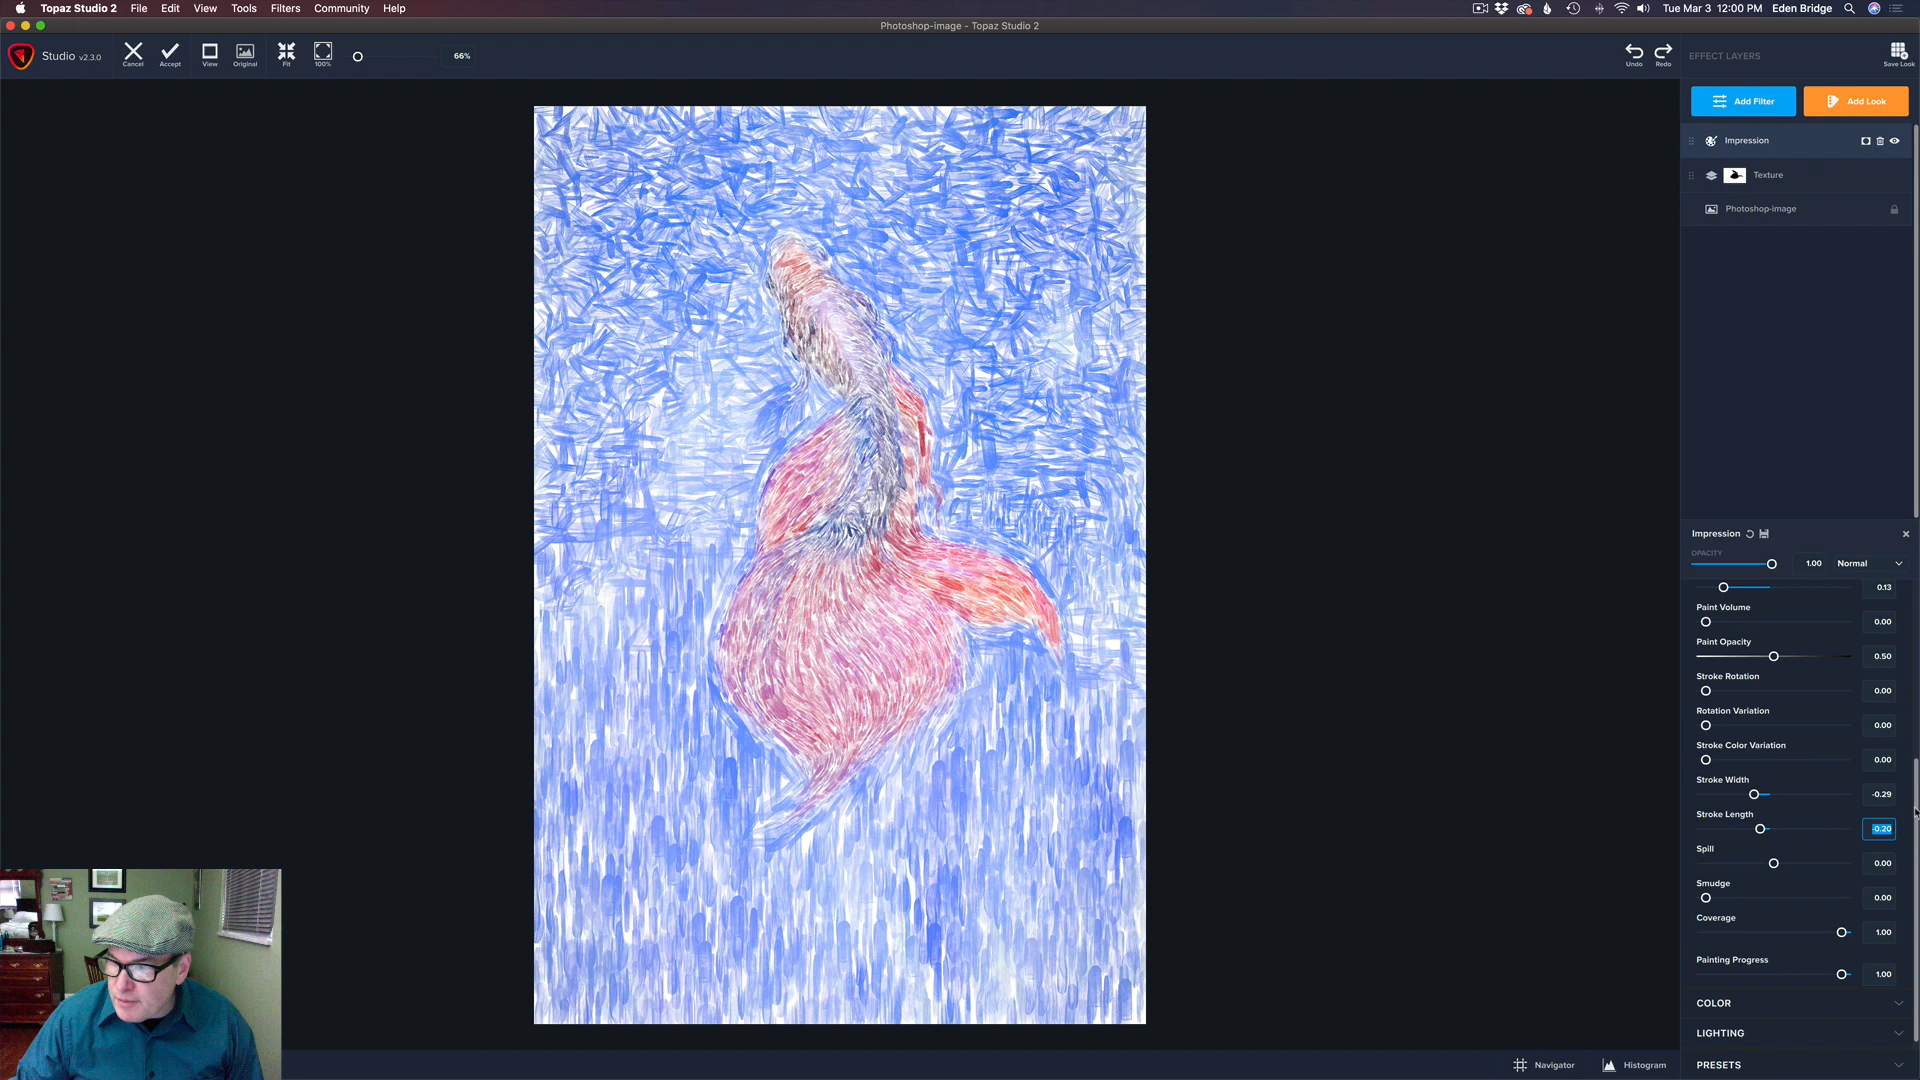 Topaz Studio 2 File Edit View Tools Filters Community Help Tue Mar 3 12:00 PM Eden Bridge
Photoshop-image - Topaz Studio 2
Studio v2.3.0 Cancel Accept View Original Fit 100% 66% Undo Redo EFFECT LAYERS Save Look
Add Filter Add Look
Impression
Texture
Photoshop-image
Impression
OPACITY
1.00 Normal
0.13
Paint Volume
0.00
Paint Opacity
0.50
Stroke Rotation
0.00
Rotation Variation
0.00
Stroke Color Variation
0.00
Stroke Width
-0.29
Stroke Length
-0.20
Spill
0.00
Smudge
0.00
Coverage
1.00
Painting Progress
1.00
COLOR
LIGHTING
PRESETS
Navigator Histogram